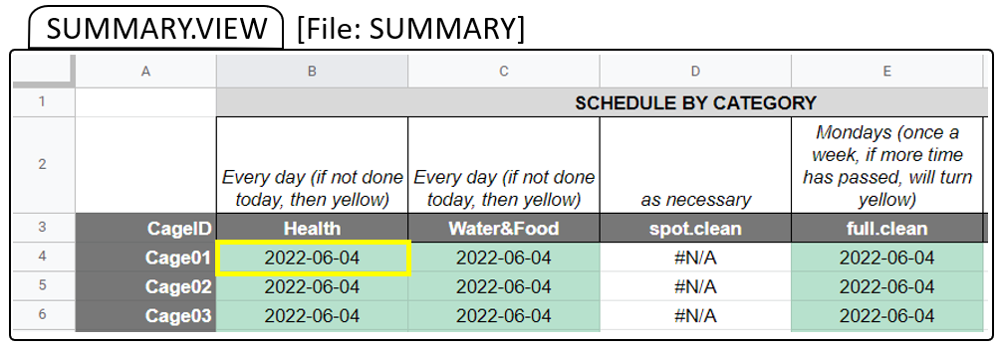 SUMMARY.VIEW [File: SUMMARY]
A B C D E
1 SCHEDULE BY CATEGORY
2 Every day (if not done today, then yellow) Every day (if not done today, then yellow) as necessary Mondays (once a week, if more time has passed, will turn yellow)
3 CageID Health Water&Food spot.clean full.clean
4 Cage01 2022-06-04 2022-06-04 #N/A 2022-06-04
5 Cage02 2022-06-04 2022-06-04 #N/A 2022-06-04
6 Cage03 2022-06-04 2022-06-04 #N/A 2022-06-04